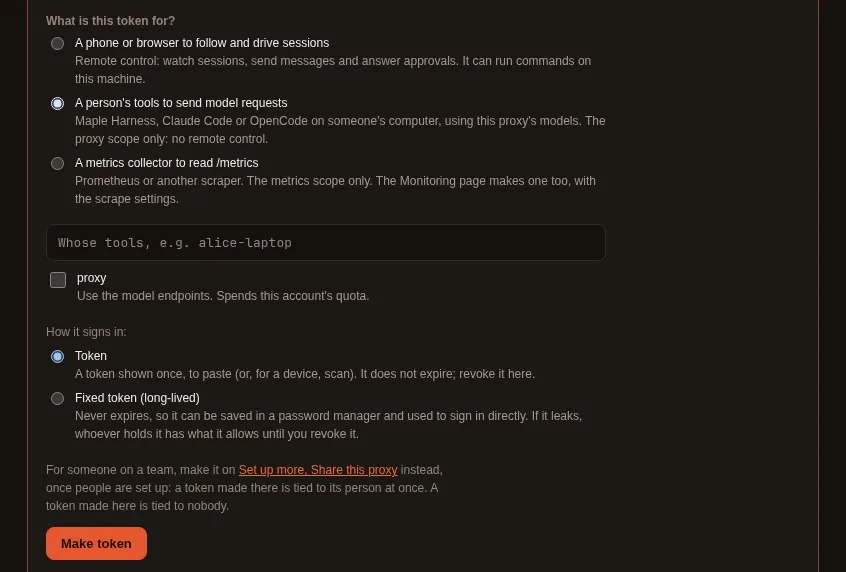 What is this token for?
A phone or browser to follow and drive sessions
Remote control: watch sessions, send messages and answer approvals. It can run commands on
this machine.
A person's tools to send model requests
Maple Harness, Claude Code or OpenCode on someone's computer, using this proxy's models. The
proxy scope only: no remote control.
A metrics collector to read /metrics
Prometheus or another scraper. The metrics scope only. The Monitoring page makes one too, with
the scrape settings.
Whose tools, e.g. alice-laptop
proxy
Use the model endpoints. Spends this account's quota.
How it signs in:
Token
A token shown once, to paste (or, for a device, scan). It does not expire; revoke it here.
Fixed token (long-lived)
Never expires, so it can be saved in a password manager and used to sign in directly. If it leaks,
whoever holds it has what it allows until you revoke it.
For someone on a team, make it on Set up more, Share this proxy instead,
once people are set up: a token made there is tied to its person at once. A
token made here is tied to nobody.
Make token